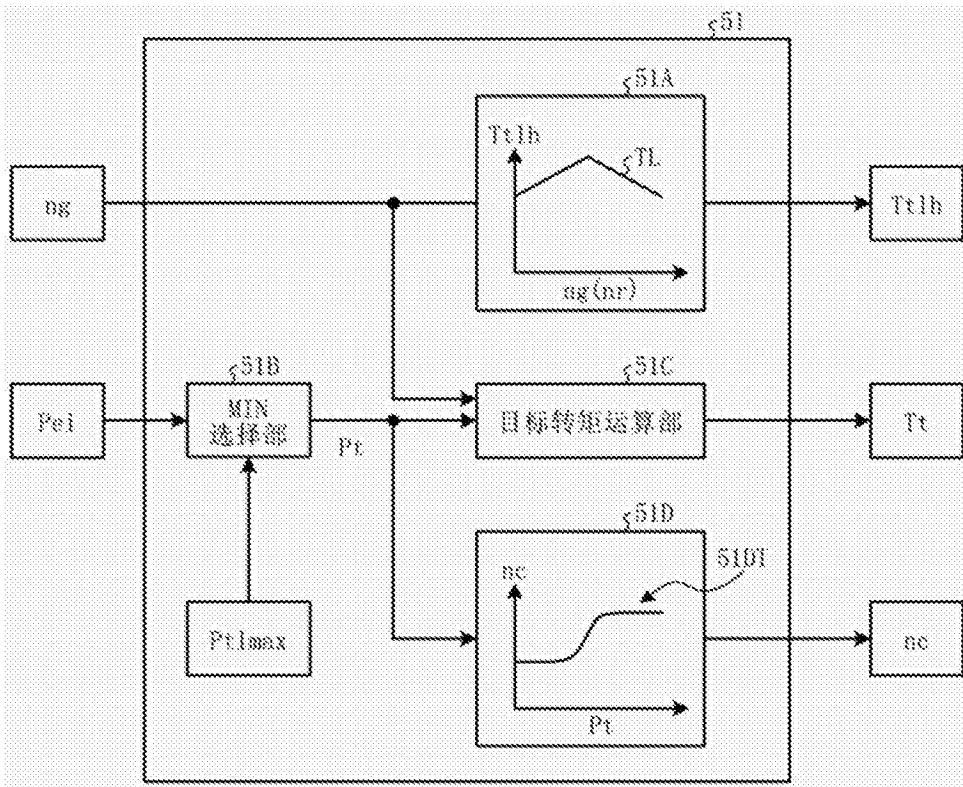 51
51A
Ttlh
TL
ng
Ttlh
ng(nr)
51B
51C
Pel
MIN
选择部
Pt
目标转矩运算部
Tt
51D
nc
51DT
Ptlmax
nc
Pt